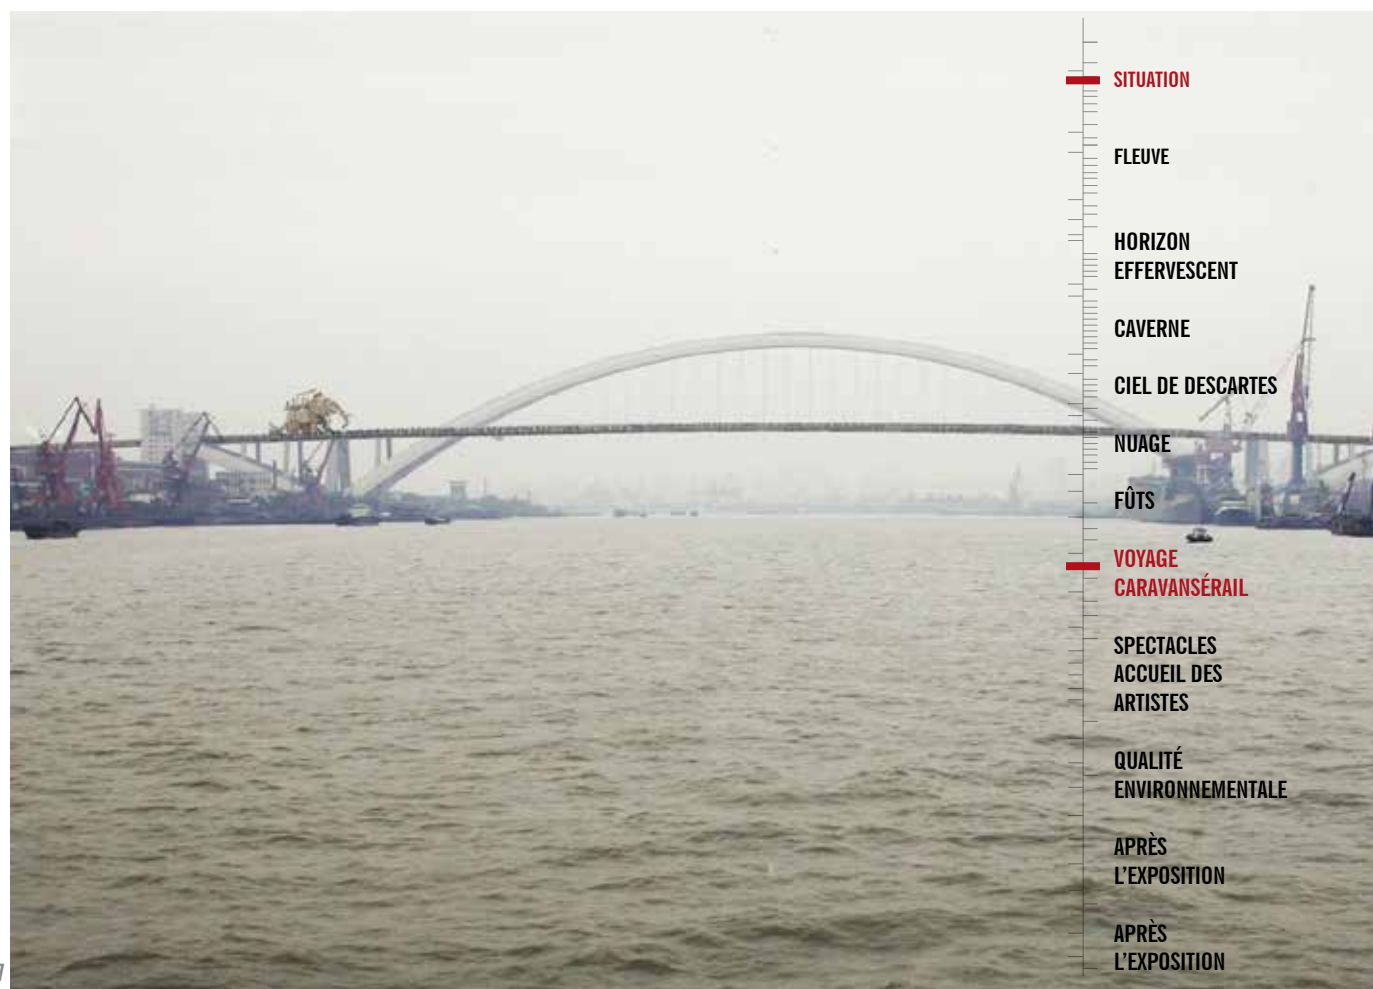 SITUATION
FLEUVE
HORIZON
EFFERVESCENT
CAVERNE
CIEL DE DESCARTES
NUAGE
FÛTS
VOYAGE
CARAVANSÉRAIL
SPECTACLES
ACCUEIL DES
ARTISTES
QUALITÉ
ENVIRONNEMENTALE
APRÈS
L’EXPOSITION
APRÈS
L’EXPOSITION